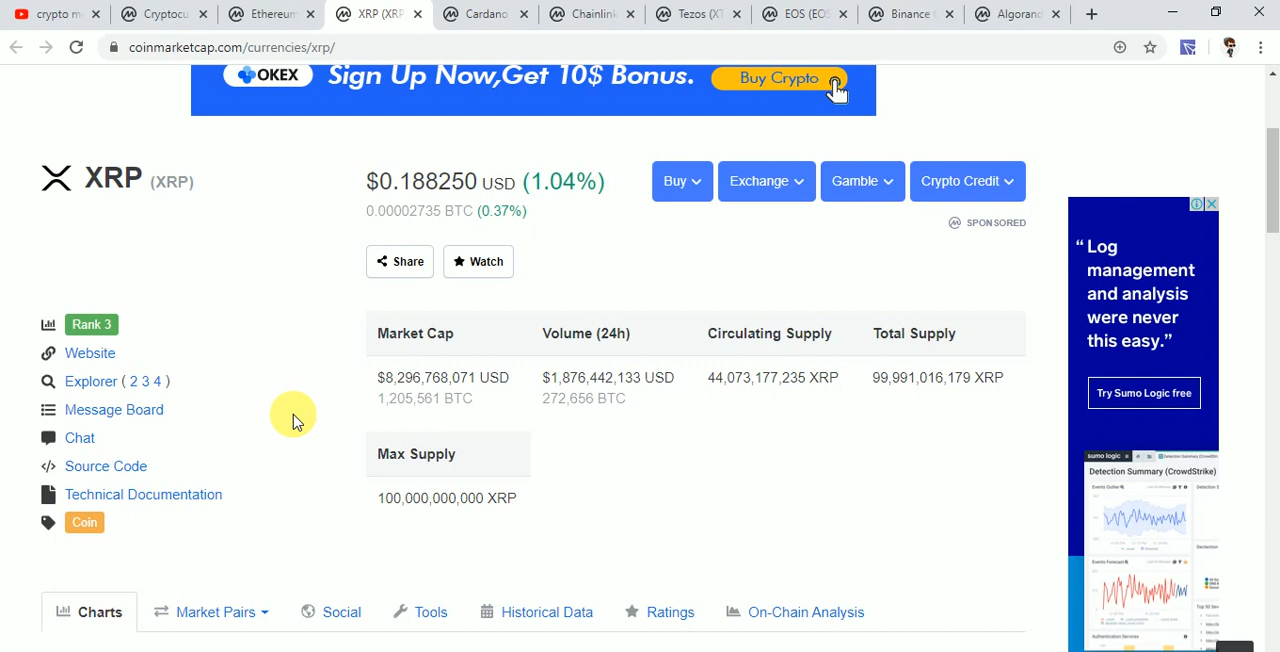 crypto m
Cryptocu
Ethereum
XRP (XRP
Cardano
Chainlink
Tezos (XT
EOS (EOS
Binance C
Algorand
coinmarketcap.com/currencies/xrp/
OKEX Sign Up Now,Get 10$ Bonus. Buy Crypto
XRP (XRP)
$0.188250 USD (1.04%)
0.00002735 BTC (0.37%)
Buy
Exchange
Gamble
Crypto Credit
SPONSORED
Share
Watch
Rank 3
Website
Explorer ( 2 3 4 )
Message Board
Chat
Source Code
Technical Documentation
Coin
Market Cap
Volume (24h)
Circulating Supply
Total Supply
$8,296,768,071 USD
$1,876,442,133 USD
44,073,177,235 XRP
99,991,016,179 XRP
1,205,561 BTC
272,656 BTC
Max Supply
100,000,000,000 XRP
“ Log
management
and analysis
were never
this easy.”
Try Sumo Logic free
sumo logic
Detection Summary (CrowdStrike)
Charts
Market Pairs
Social
Tools
Historical Data
Ratings
On-Chain Analysis